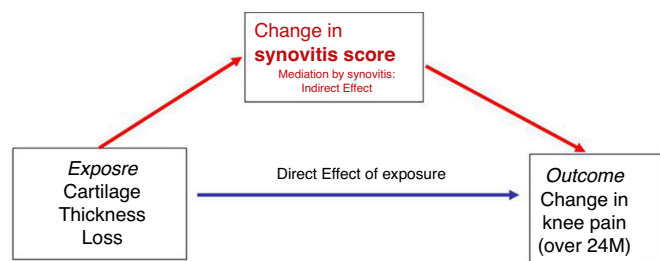 Change in
synovitis score
Mediation by synovitis:
Indirect Effect
Exposre
Cartilage
Thickness
Loss
Direct Effect of exposure
Outcome
Change in
knee pain
(over 24M)